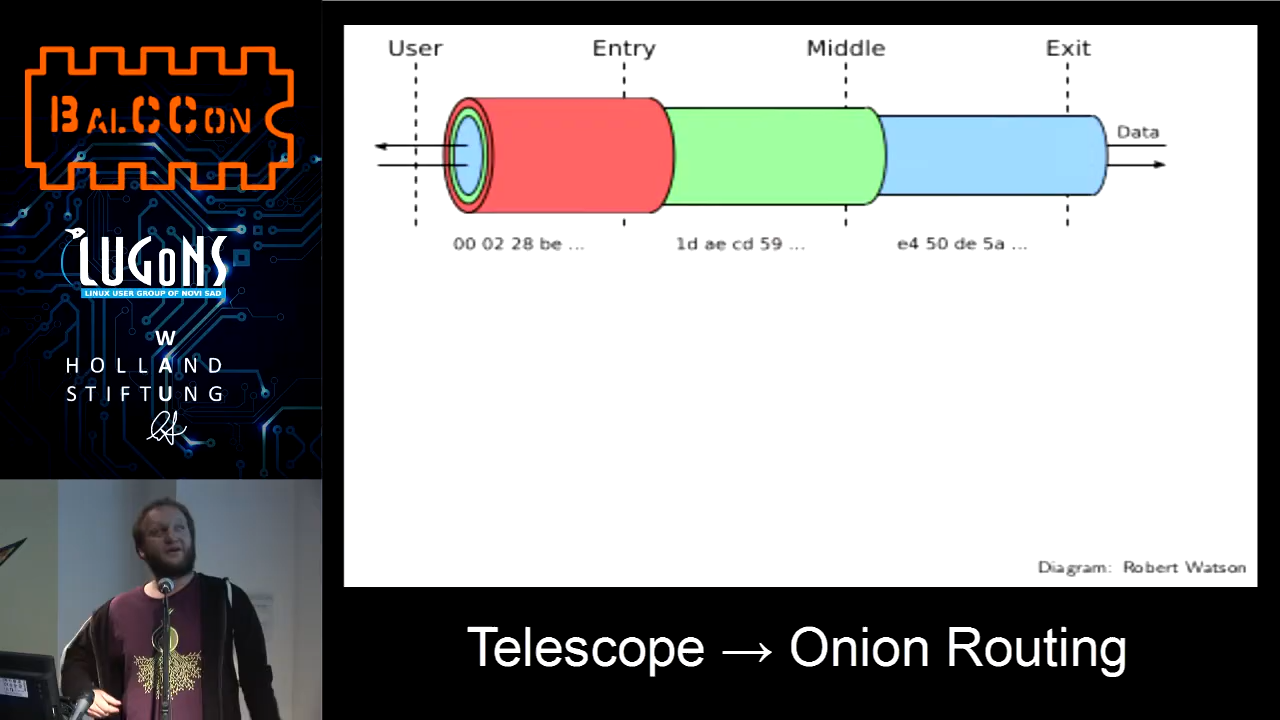 BALCCON
LUGONS
LINUX USER GROUP OF NOVI SAD
W
HOLLAND
STIFTUNG
User
Entry
Middle
Exit
Data
00 02 28 be ...
1d ae cd 59 ...
e4 50 de 5a ...
Diagram: Robert Watson
Telescope → Onion Routing